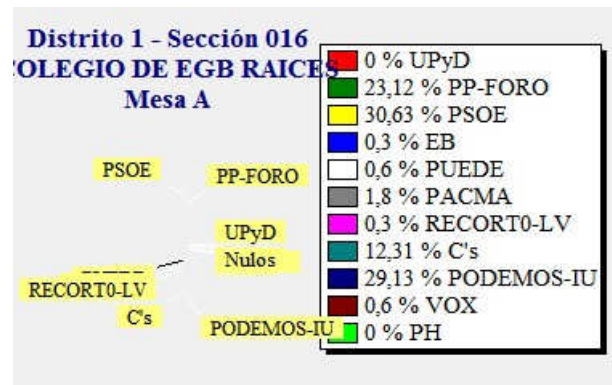 Distrito 1 - Sección 016
OLEGIO DE EGB RAICES
Mesa A
PSOE
PP-FORO
UPyD
Nulos
RECORT0-LV
C's
PODEMOS-IU
0 % UPyD
23,12 % PP-FORO
30,63 % PSOE
0,3 % EB
0,6 % PUEDE
1,8 % PACMA
0,3 % RECORT0-LV
12,31 % C's
29,13 % PODEMOS-IU
0,6 % VOX
0 % PH